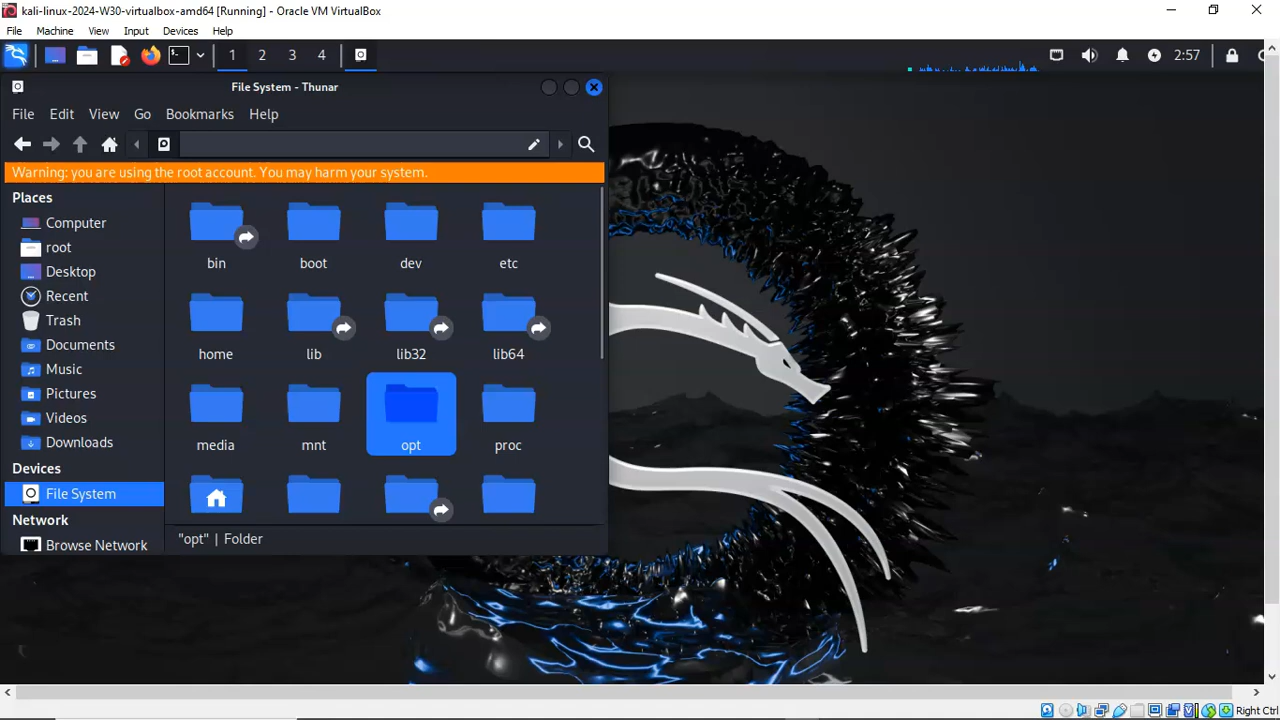 kali-linux-2024-W30-virtualbox-amd64 [Running] - Oracle VM VirtualBox
File Machine View Input Devices Help
1 2 3 4 2:57
File System - Thunar
File Edit View Go Bookmarks Help
Warning: you are using the root account. You may harm your system.
Places
Computer
root
Desktop
Recent
Trash
Documents
Music
Pictures
Videos
Downloads
Devices
File System
Network
Browse Network
bin boot dev etc
home lib lib32 lib64
media mnt opt proc
"opt" | Folder
Right Ctrl